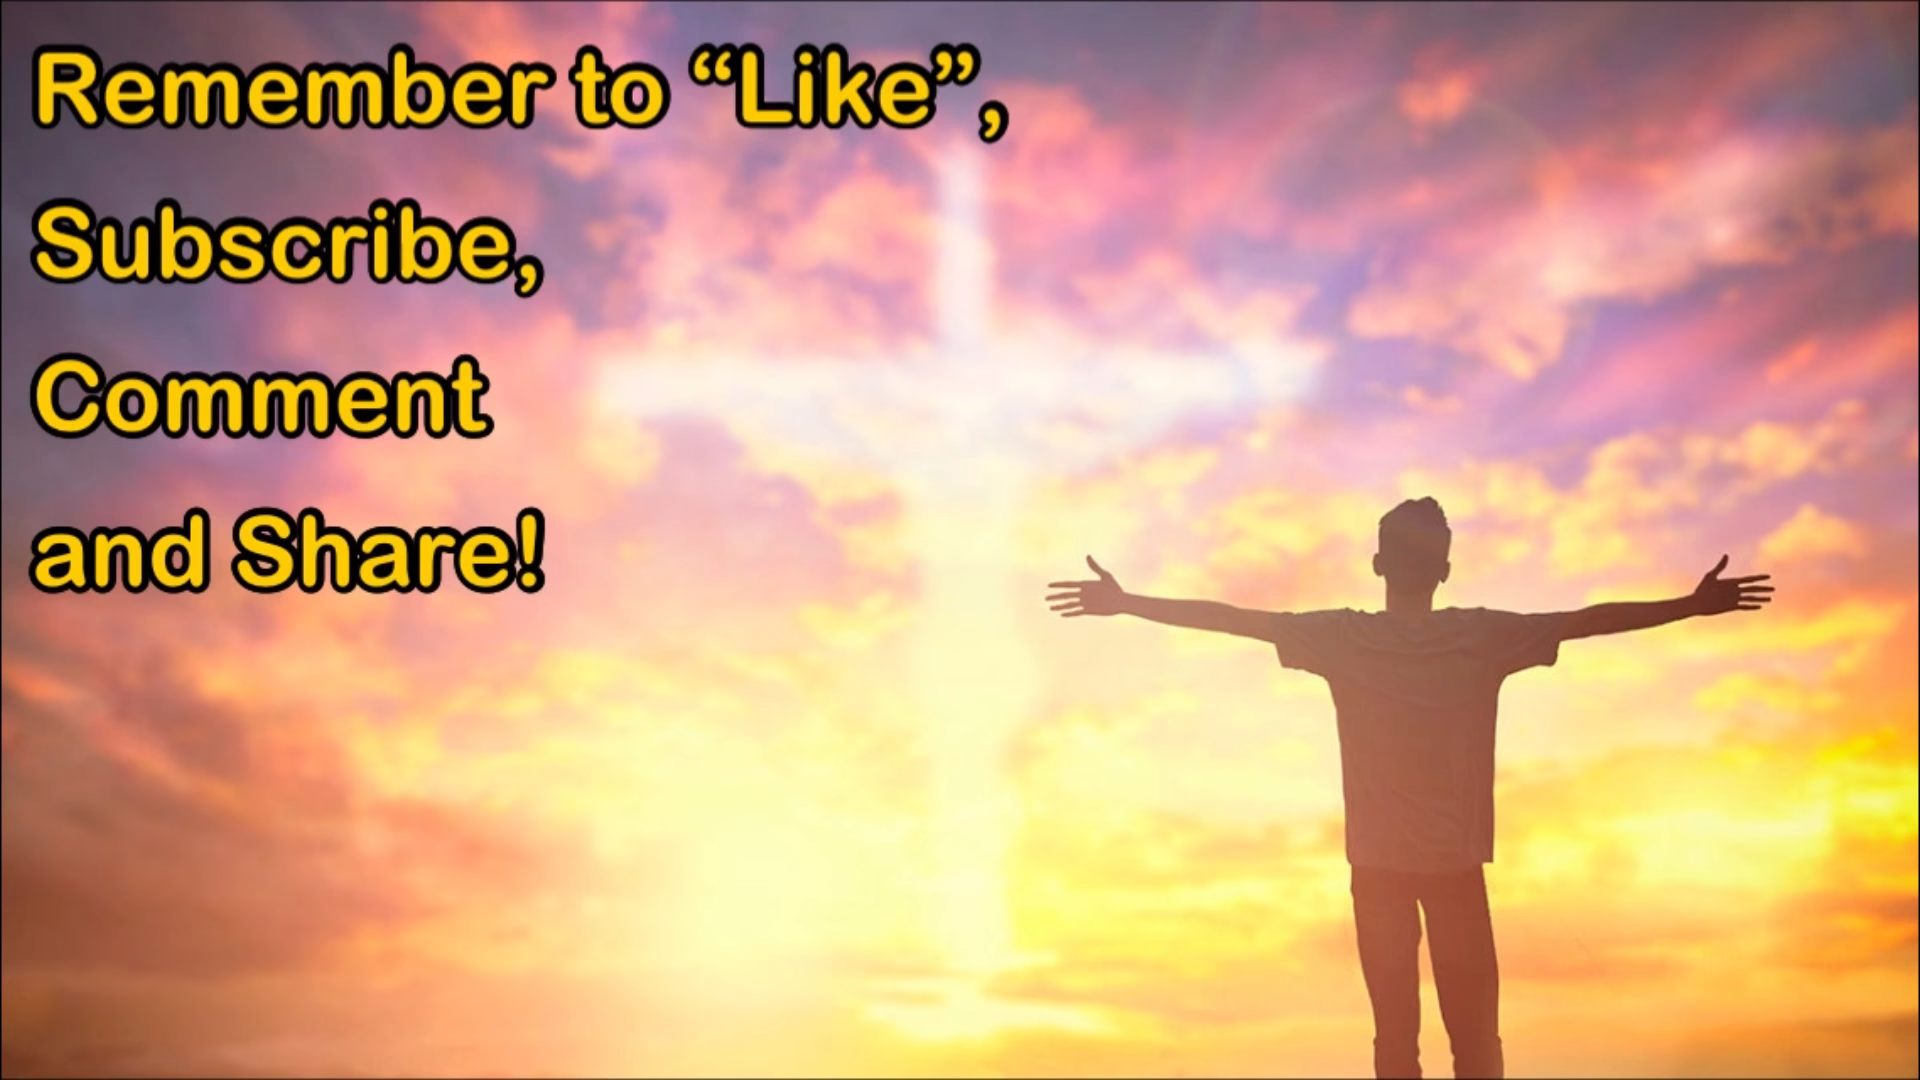 Remember to “Like”,
Subscribe,
Comment
and Share!